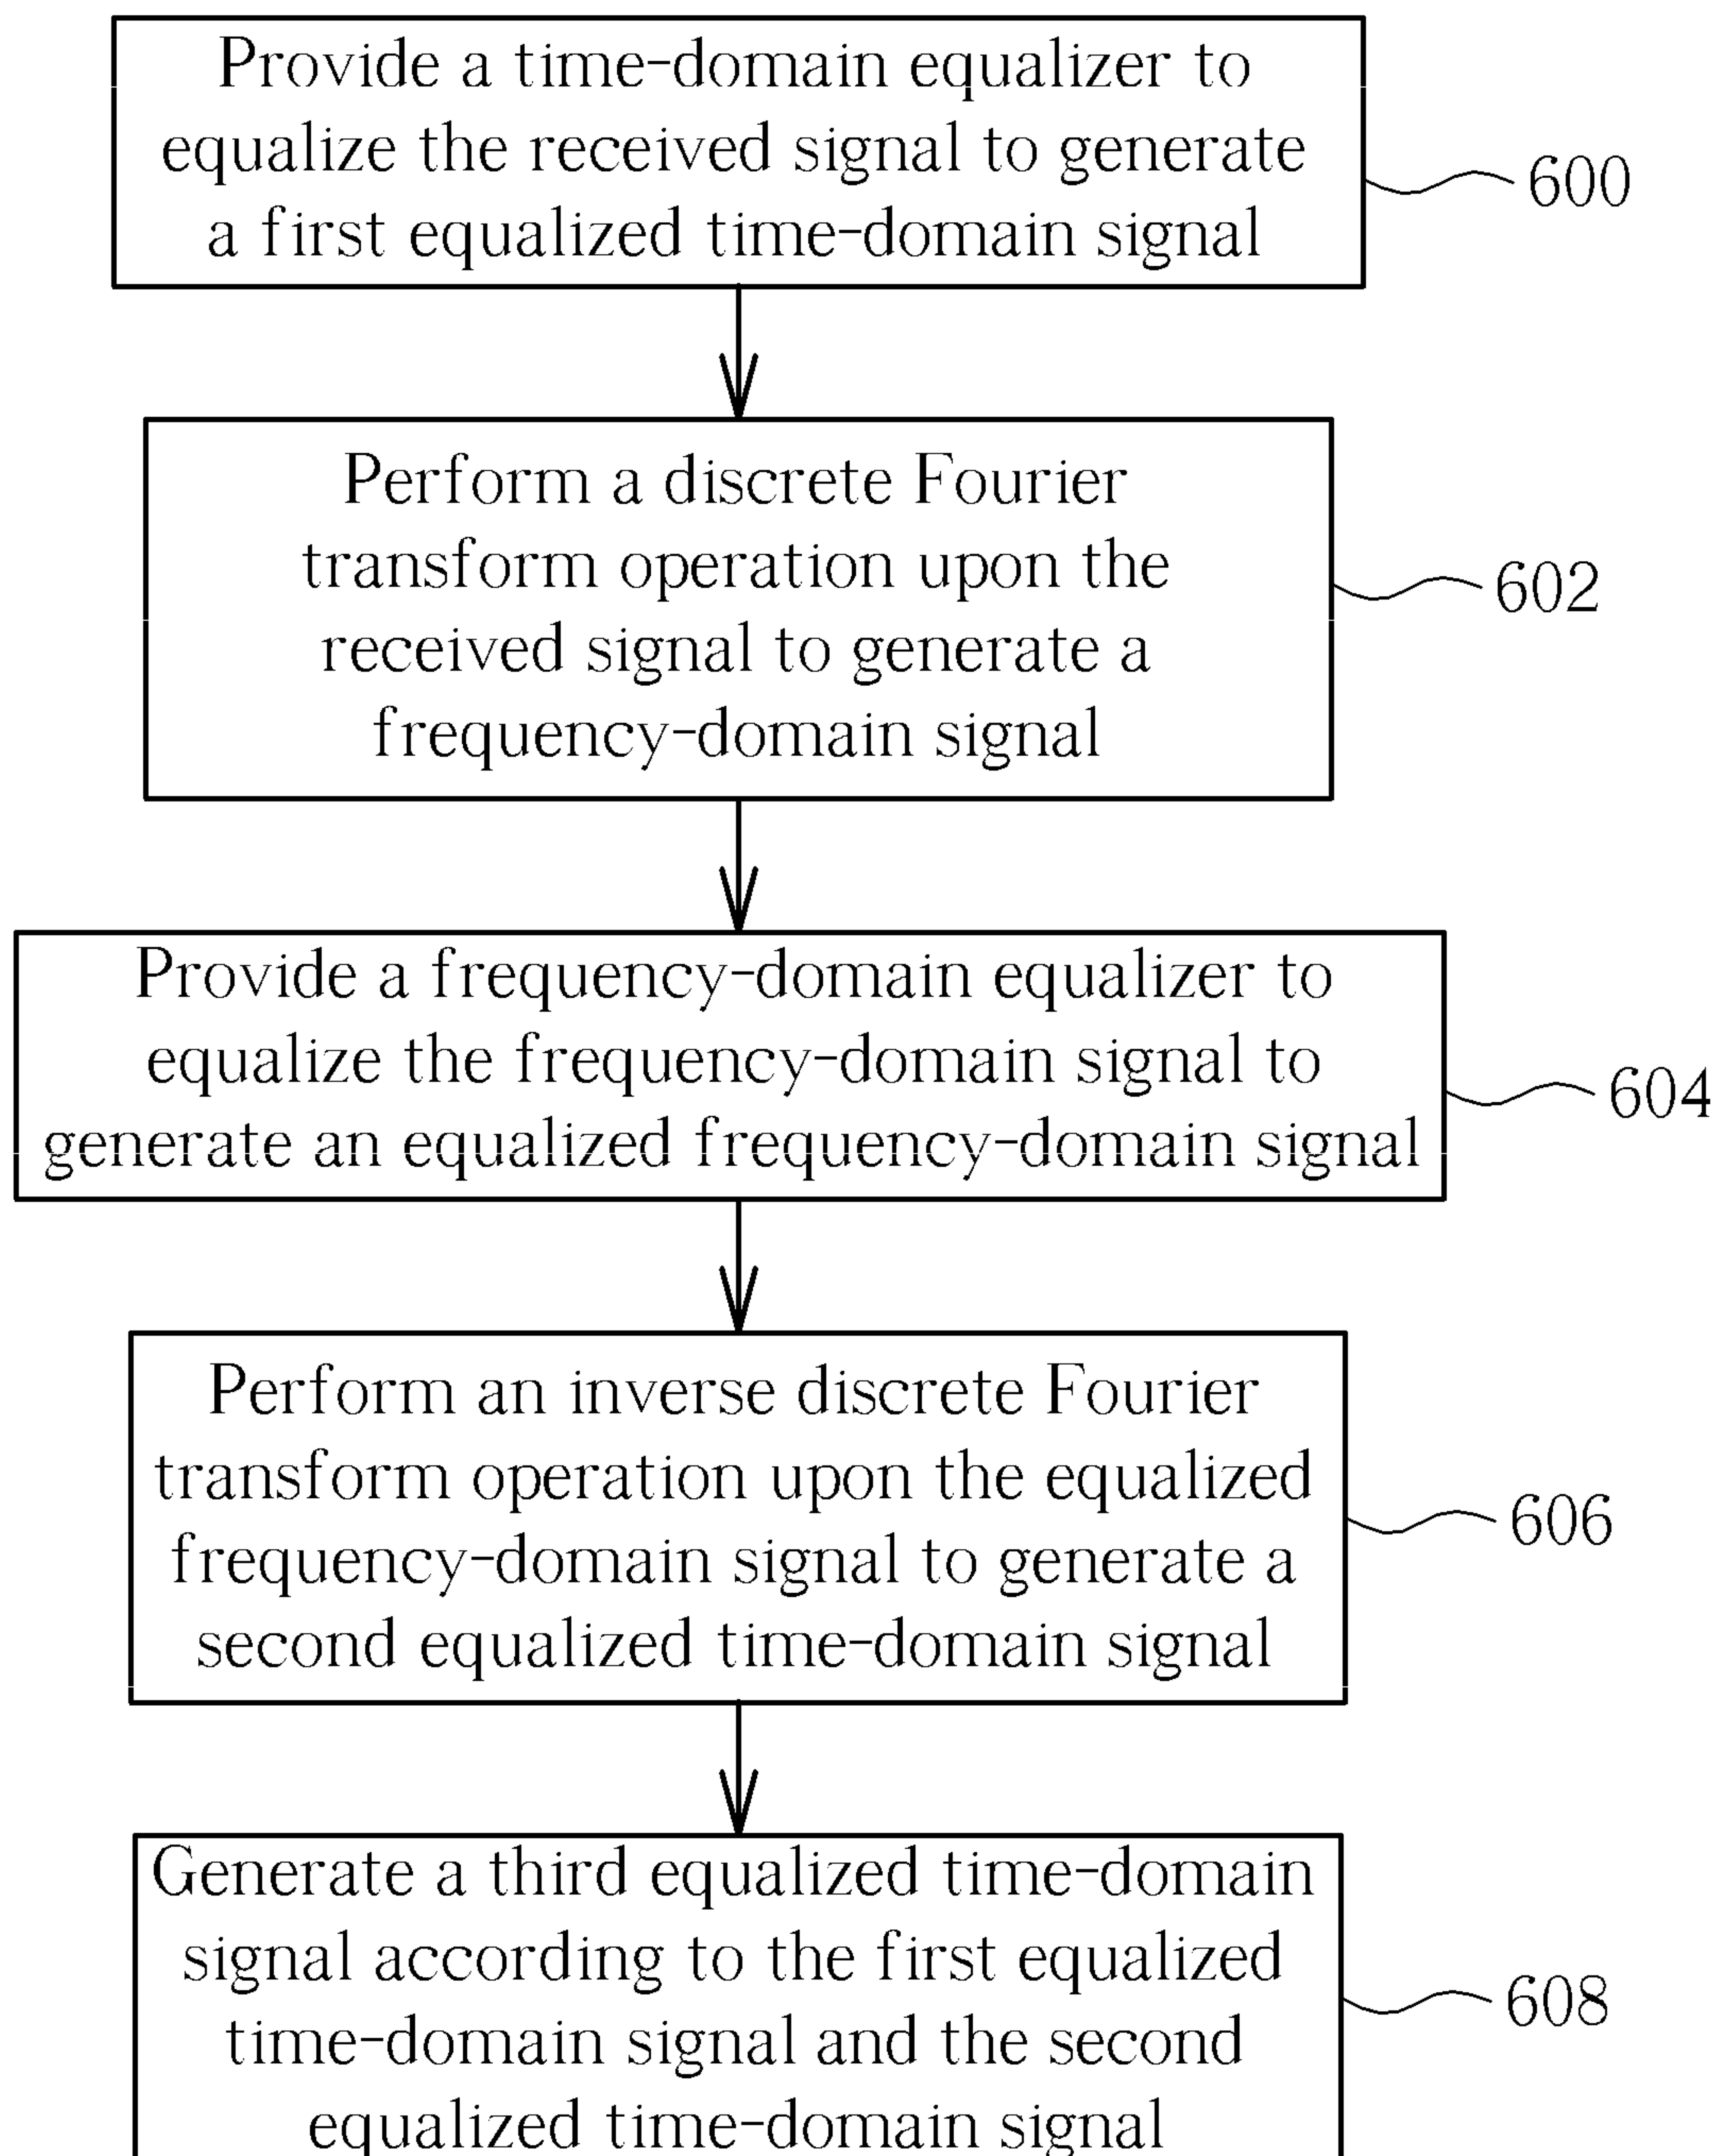 Provide a time-domain equalizer to
equalize the received signal to generate
a first equalized time-domain signal
600
Perform a discrete Fourier
transform operation upon the
received signal to generate a
frequency-domain signal
602
Provide a frequency-domain equalizer to
equalize the frequency-domain signal to
generate an equalized frequency-domain signal
604
Perform an inverse discrete Fourier
transform operation upon the equalized
frequency-domain signal to generate a
second equalized time-domain signal
606
Generate a third equalized time-domain
signal according to the first equalized
time-domain signal and the second
equalized time-domain signal
608